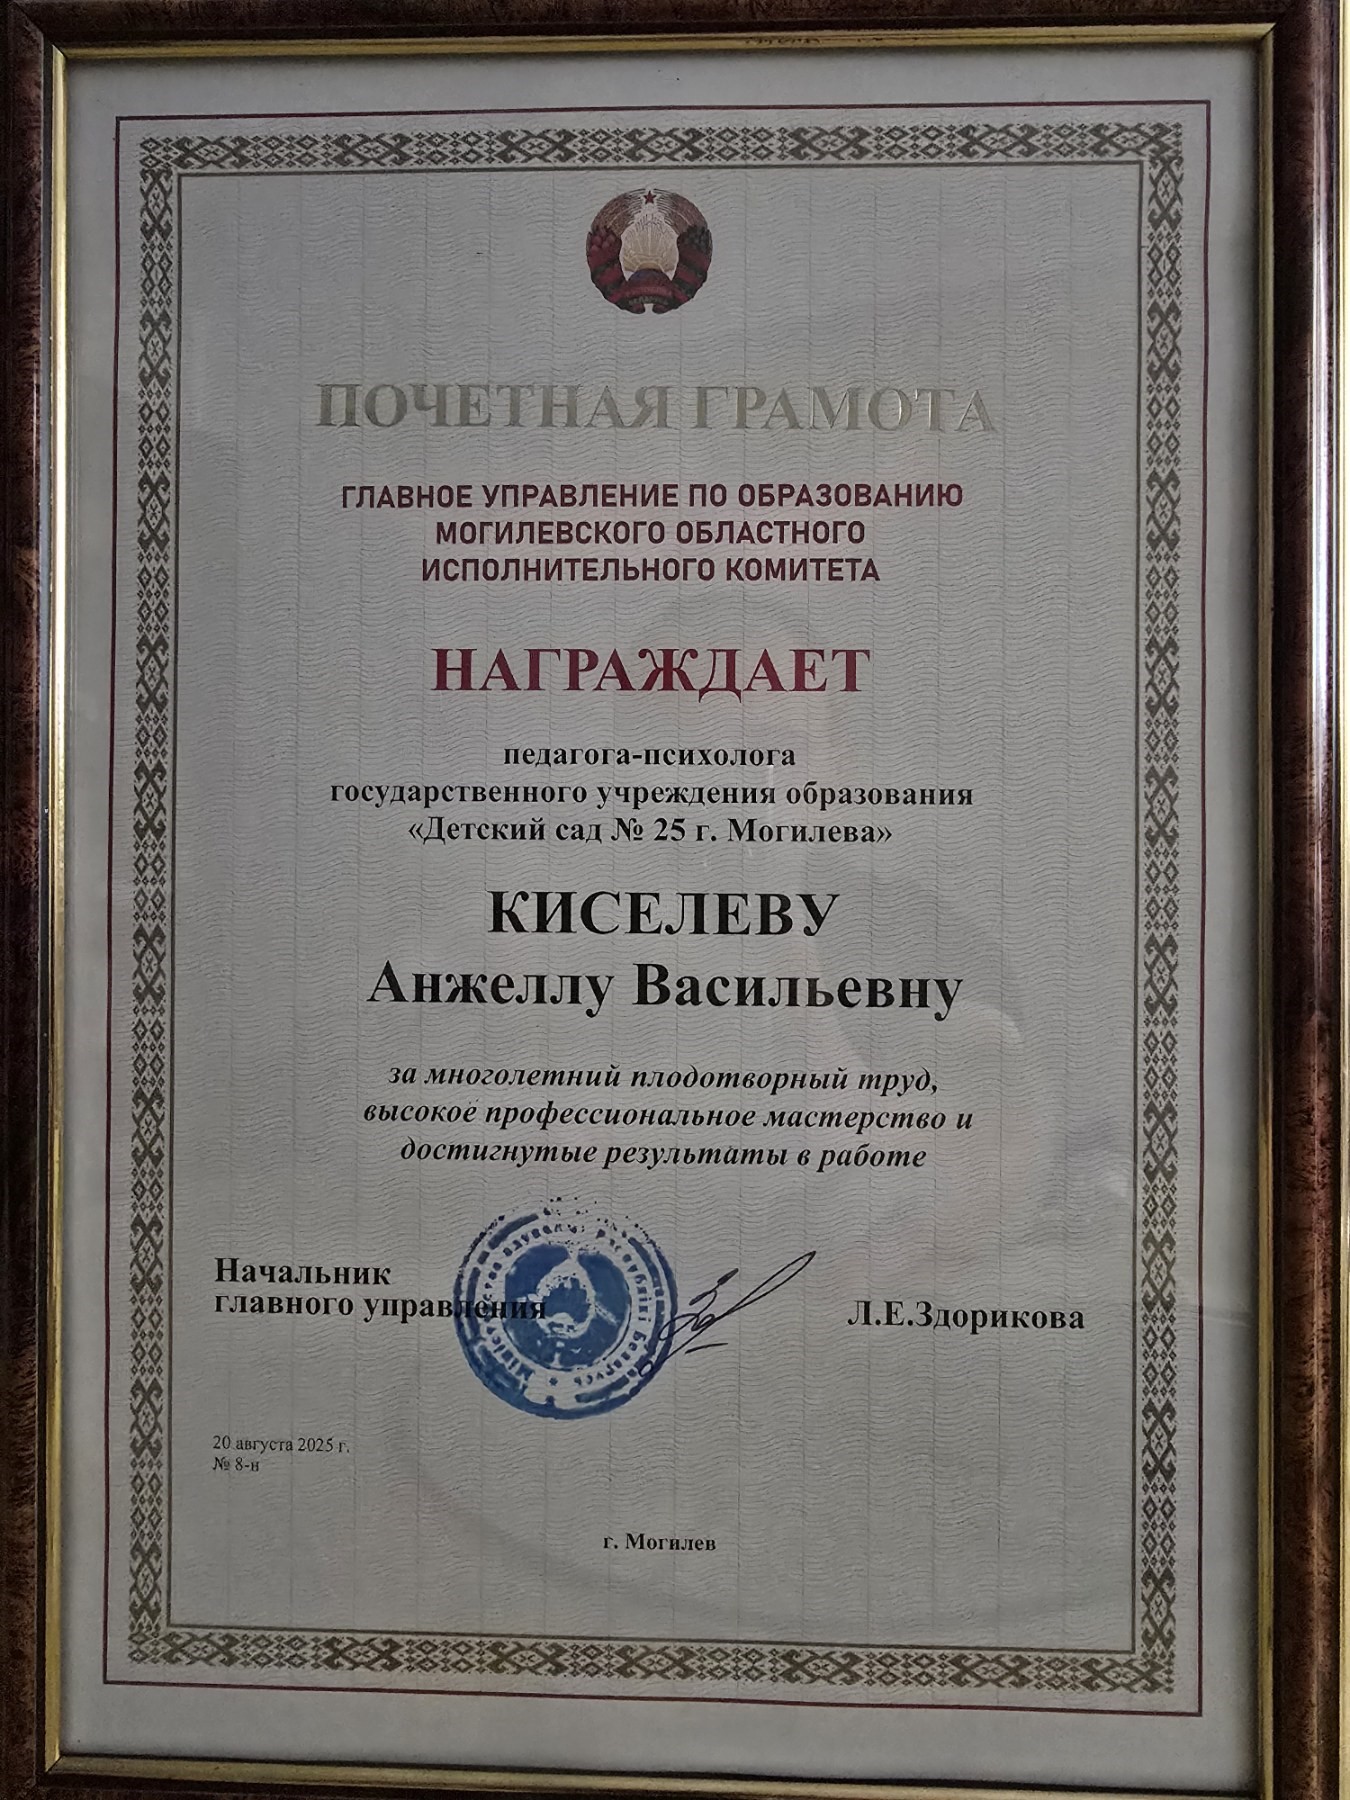 ПОЧЕТНАЯ ГРАМОТА
ГЛАВНОЕ УПРАВЛЕНИЕ ПО ОБРАЗОВАНИЮ
МОГИЛЕВСКОГО ОБЛАСТНОГО
ИСПОЛНИТЕЛЬНОГО КОМИТЕТА
НАГРАЖДАЕТ
педагога-психолога
государственного учреждения образования
«Детский сад № 25 г. Могилева»
КИСЕЛЕВУ
Анжеллу Васильевну
за многолетний плодотворный труд,
высокое профессиональное мастерство и
достигнутые результаты в работе
Начальник
главного управления
Л.Е.Здорикова
20 августа 2025 г.
№ 8-н
г. Могилев